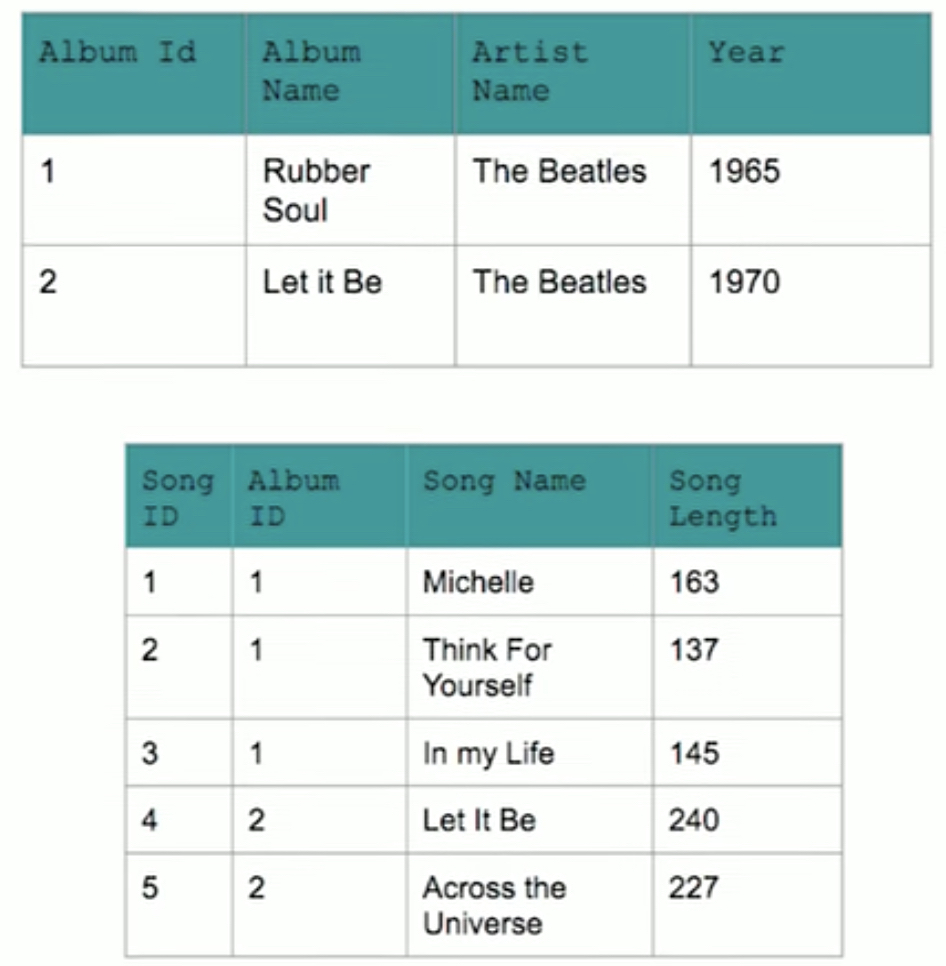 Album Id Album Name Artist Name Year
1 Rubber Soul The Beatles 1965
2 Let it Be The Beatles 1970
Song ID Album ID Song Name Song Length
1 1 Michelle 163
2 1 Think For Yourself 137
3 1 In my Life 145
4 2 Let It Be 240
5 2 Across the Universe 227